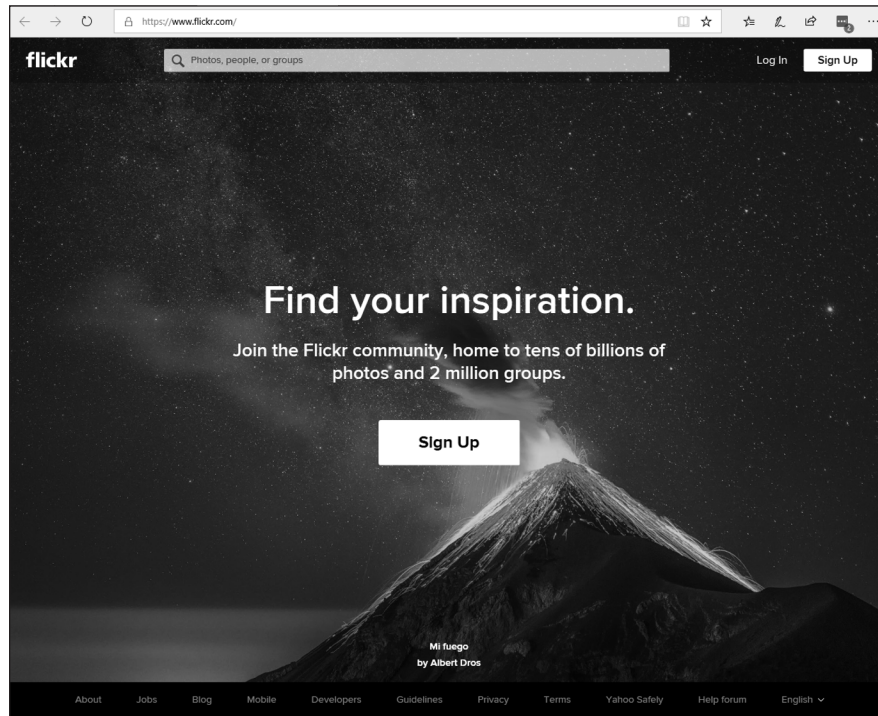 https://www.flickr.com/
2
flickr
Photos, people, or groups
Log In
Sign Up
Find your inspiration.
Join the Flickr community, home to tens of billions of
photos and 2 million groups.
SIgn Up
Mi fuego
by Albert Dros
About Jobs Blog Mobile Developers Guidelines Privacy Terms Yahoo Safely Help forum English